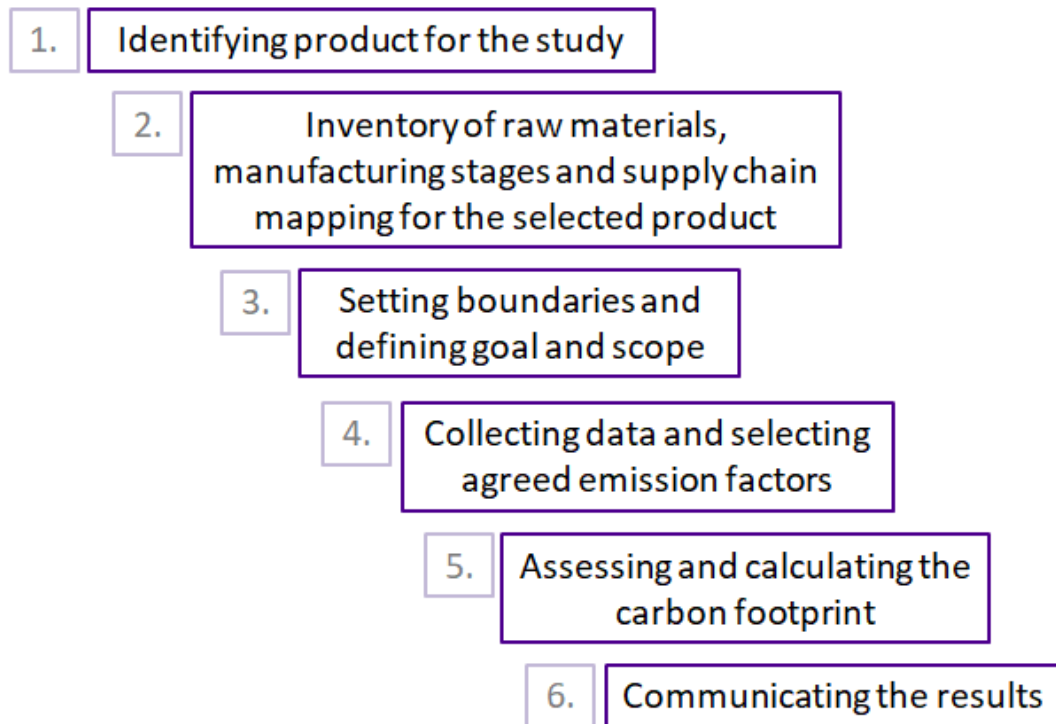 1. Identifying product for the study
2. Inventory of raw materials,
manufacturing stages and supply chain
mapping for the selected product
3. Setting boundaries and
defining goal and scope
4. Collecting data and selecting
agreed emission factors
5. Assessing and calculating the
carbon footprint
6. Communicating the results